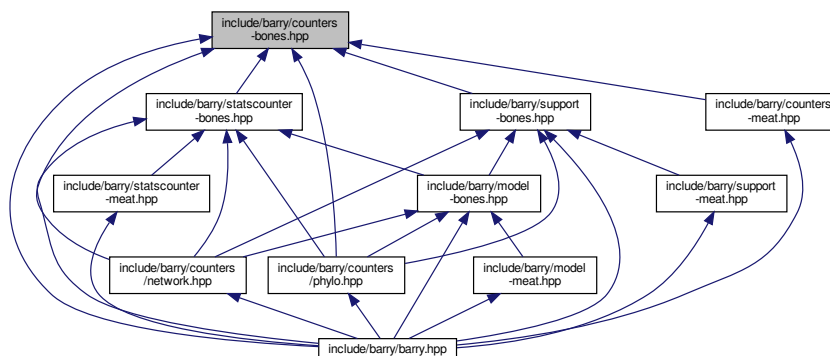 include/barry/counters
-bones.hpp
include/barry/statscounter
-bones.hpp
include/barry/support
-bones.hpp
include/barry/counters
-meat.hpp
include/barry/statscounter
-meat.hpp
include/barry/model
-bones.hpp
include/barry/support
-meat.hpp
include/barry/counters
/network.hpp
include/barry/counters
/phylo.hpp
include/barry/model
-meat.hpp
include/barry/barry.hpp